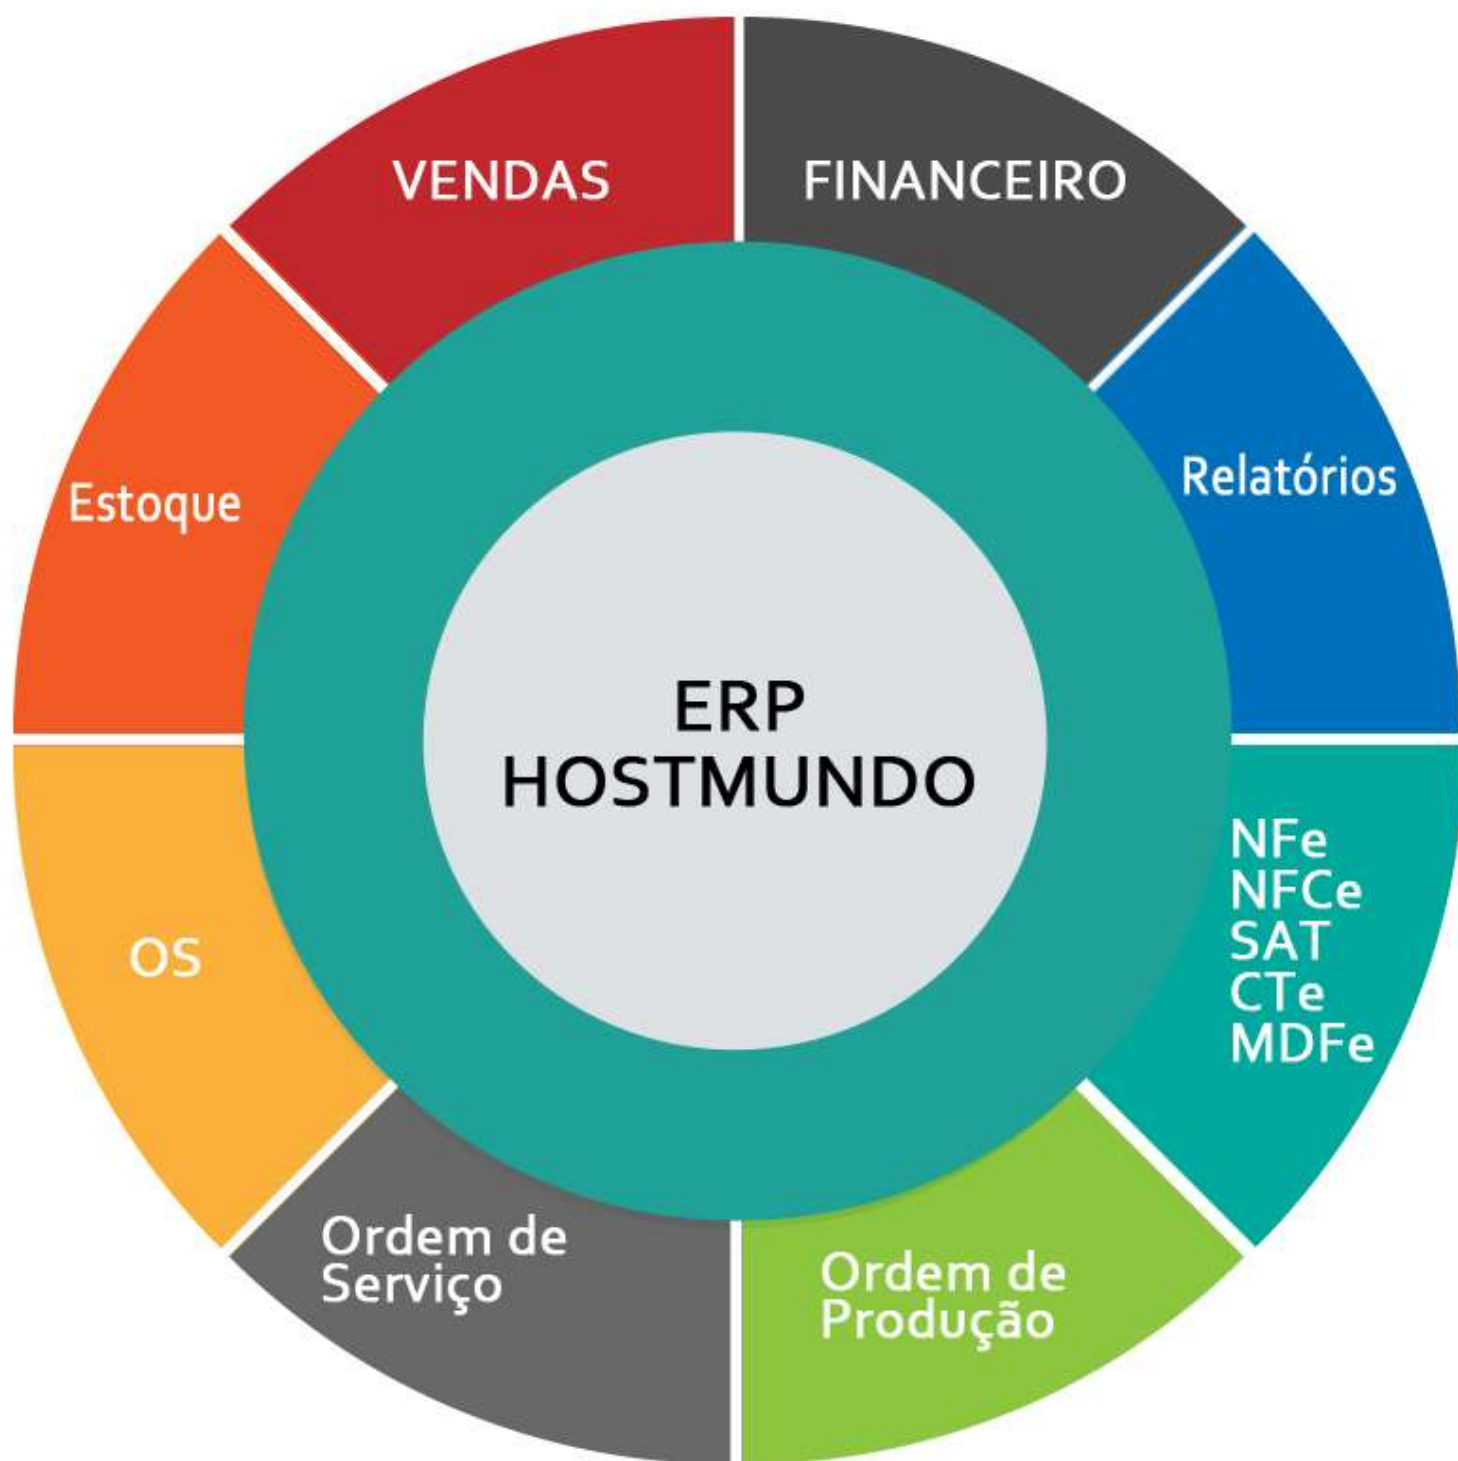 VENDAS
FINANCEIRO
Relatórios
Estoque
ERP
HOSTMUNDO
NFe
NFCe
SAT
CTe
MDFe
OS
Ordem de
Serviço
Ordem de
Produção